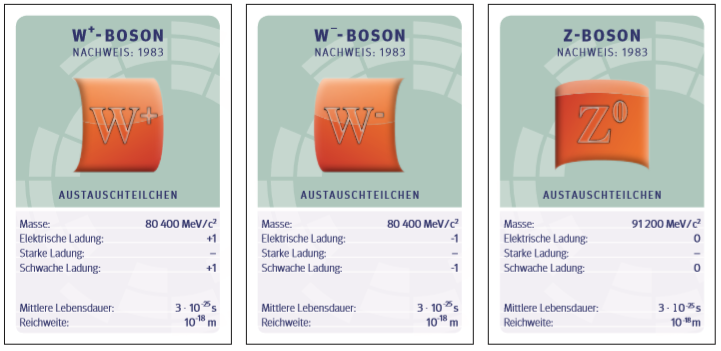 W⁺-BOSON
NACHWEIS: 1983
W⁺
AUSTAUSCHTEILCHEN
Masse: 80 400 MeV/c²
Elektrische Ladung: +1
Starke Ladung: –
Schwache Ladung: +1
Mittlere Lebensdauer: 3 · 10⁻²⁵ s
Reichweite: 10⁻¹⁸ m
W⁻-BOSON
NACHWEIS: 1983
W⁻
AUSTAUSCHTEILCHEN
Masse: 80 400 MeV/c²
Elektrische Ladung: -1
Starke Ladung: –
Schwache Ladung: -1
Mittlere Lebensdauer: 3 · 10⁻²⁵ s
Reichweite: 10⁻¹⁸ m
Z-BOSON
NACHWEIS: 1983
Z⁰
AUSTAUSCHTEILCHEN
Masse: 91 200 MeV/c²
Elektrische Ladung: 0
Starke Ladung: –
Schwache Ladung: 0
Mittlere Lebensdauer: 3 · 10⁻²⁵ s
Reichweite: 10⁻¹⁸ m